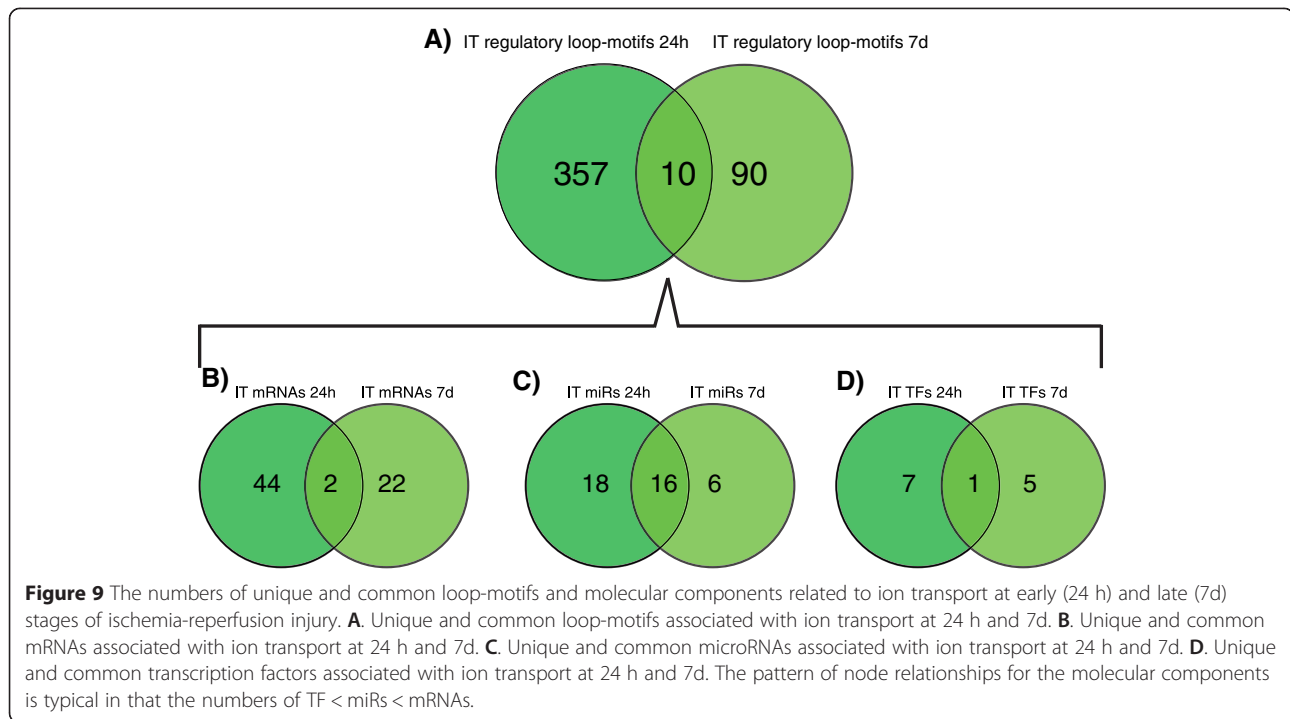 A) IT regulatory loop-motifs 24h IT regulatory loop-motifs 7d
357 10 90
B) IT mRNAs 24h IT mRNAs 7d
44 2 22
C) IT miRs 24h IT miRs 7d
18 16 6
D) IT TFs 24h IT TFs 7d
7 1 5
Figure 9 The numbers of unique and common loop-motifs and molecular components related to ion transport at early (24 h) and late (7d)
stages of ischemia-reperfusion injury. A. Unique and common loop-motifs associated with ion transport at 24 h and 7d. B. Unique and common
mRNAs associated with ion transport at 24 h and 7d. C. Unique and common microRNAs associated with ion transport at 24 h and 7d. D. Unique
and common transcription factors associated with ion transport at 24 h and 7d. The pattern of node relationships for the molecular components
is typical in that the numbers of TF < miRs < mRNAs.